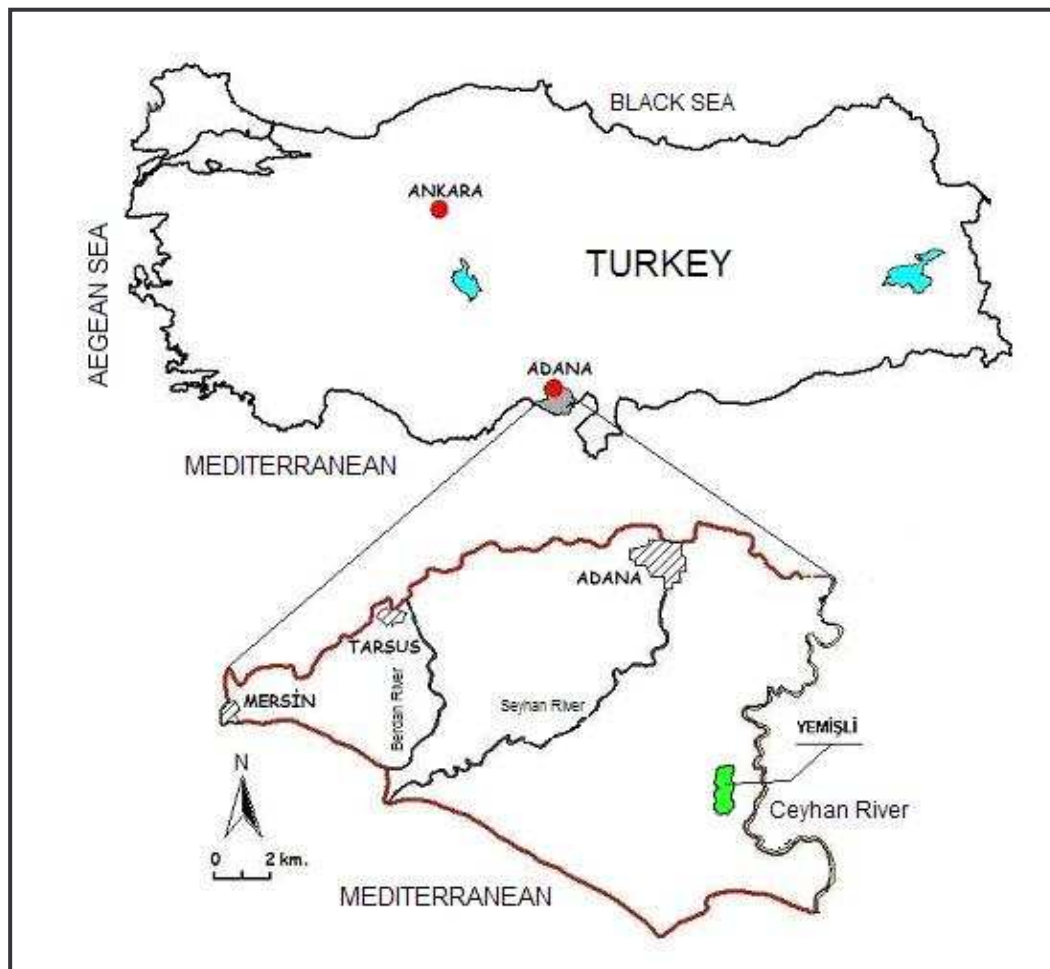 BLACK SEA
ANKARA
AEGEAN SEA
TURKEY
ADANA
MEDITERRANEAN
ADANA
TARSUS
MERSİN
Berdan River
Seyhan River
YEMİŞLİ
N
Ceyhan River
0 2 km.
MEDITERRANEAN